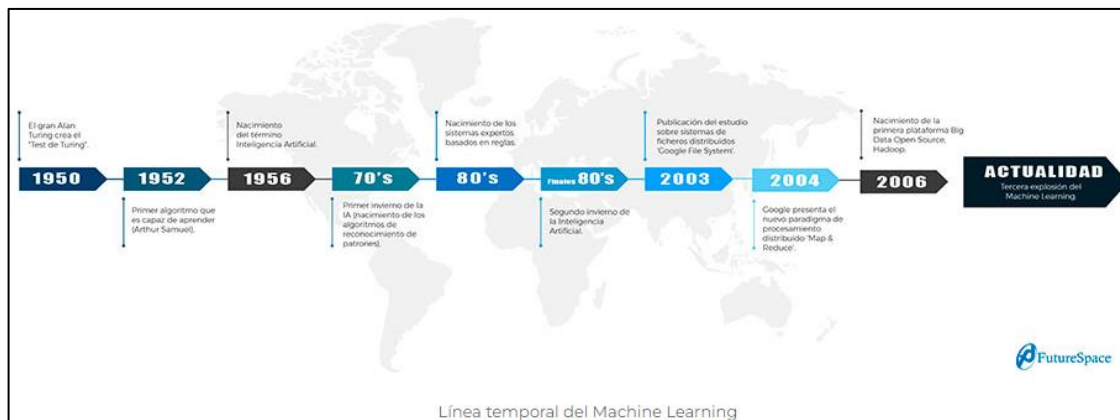 El gran Alan
Turing crea el
"Test de Turing".
1950
1952
Primer algoritmo que
es capaz de aprender
(Arthur Samuel).
Nacimiento
del término
Inteligencia Artificial.
1956
70's
Primer invierno de la
IA (nacimiento de los
algoritmos de
reconocimiento de
patrones).
Nacimiento de los
sistemas expertos
basados en reglas.
80's
Finales 80's
Segundo invierno de
la Inteligencia
Artificial.
Publicación del estudio
sobre sistemas de
ficheros distribuidos
'Google File System'.
2003
2004
Google presenta el
nuevo paradigma de
procesamiento
distribuido 'Map &
Reduce'.
Nacimiento de la
primera plataforma Big
Data Open Source,
Hadoop.
2006
ACTUALIDAD
Tercera explosión del
Machine Learning.
FutureSpace
Línea temporal del Machine Learning